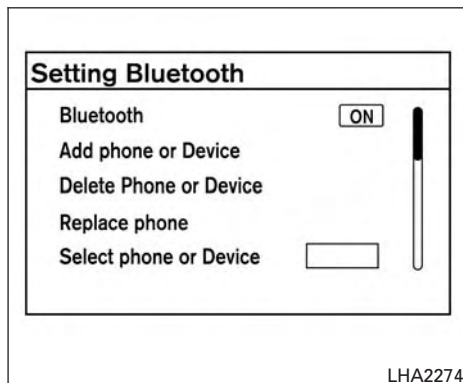 Setting Bluetooth
Bluetooth ON
Add phone or Device
Delete Phone or Device
Replace phone
Select phone or Device
LHA2274